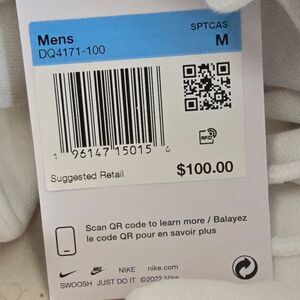 Mens
SPTCAS
DQ4171-100
M
RFID
1 96147 15015 6
Suggested Retail
$100.00
Scan QR code to learn more / Balayez
le code QR pour en savoir plus
NIKE nike.com
SWOOSH JUST DO IT ©2022 Nike